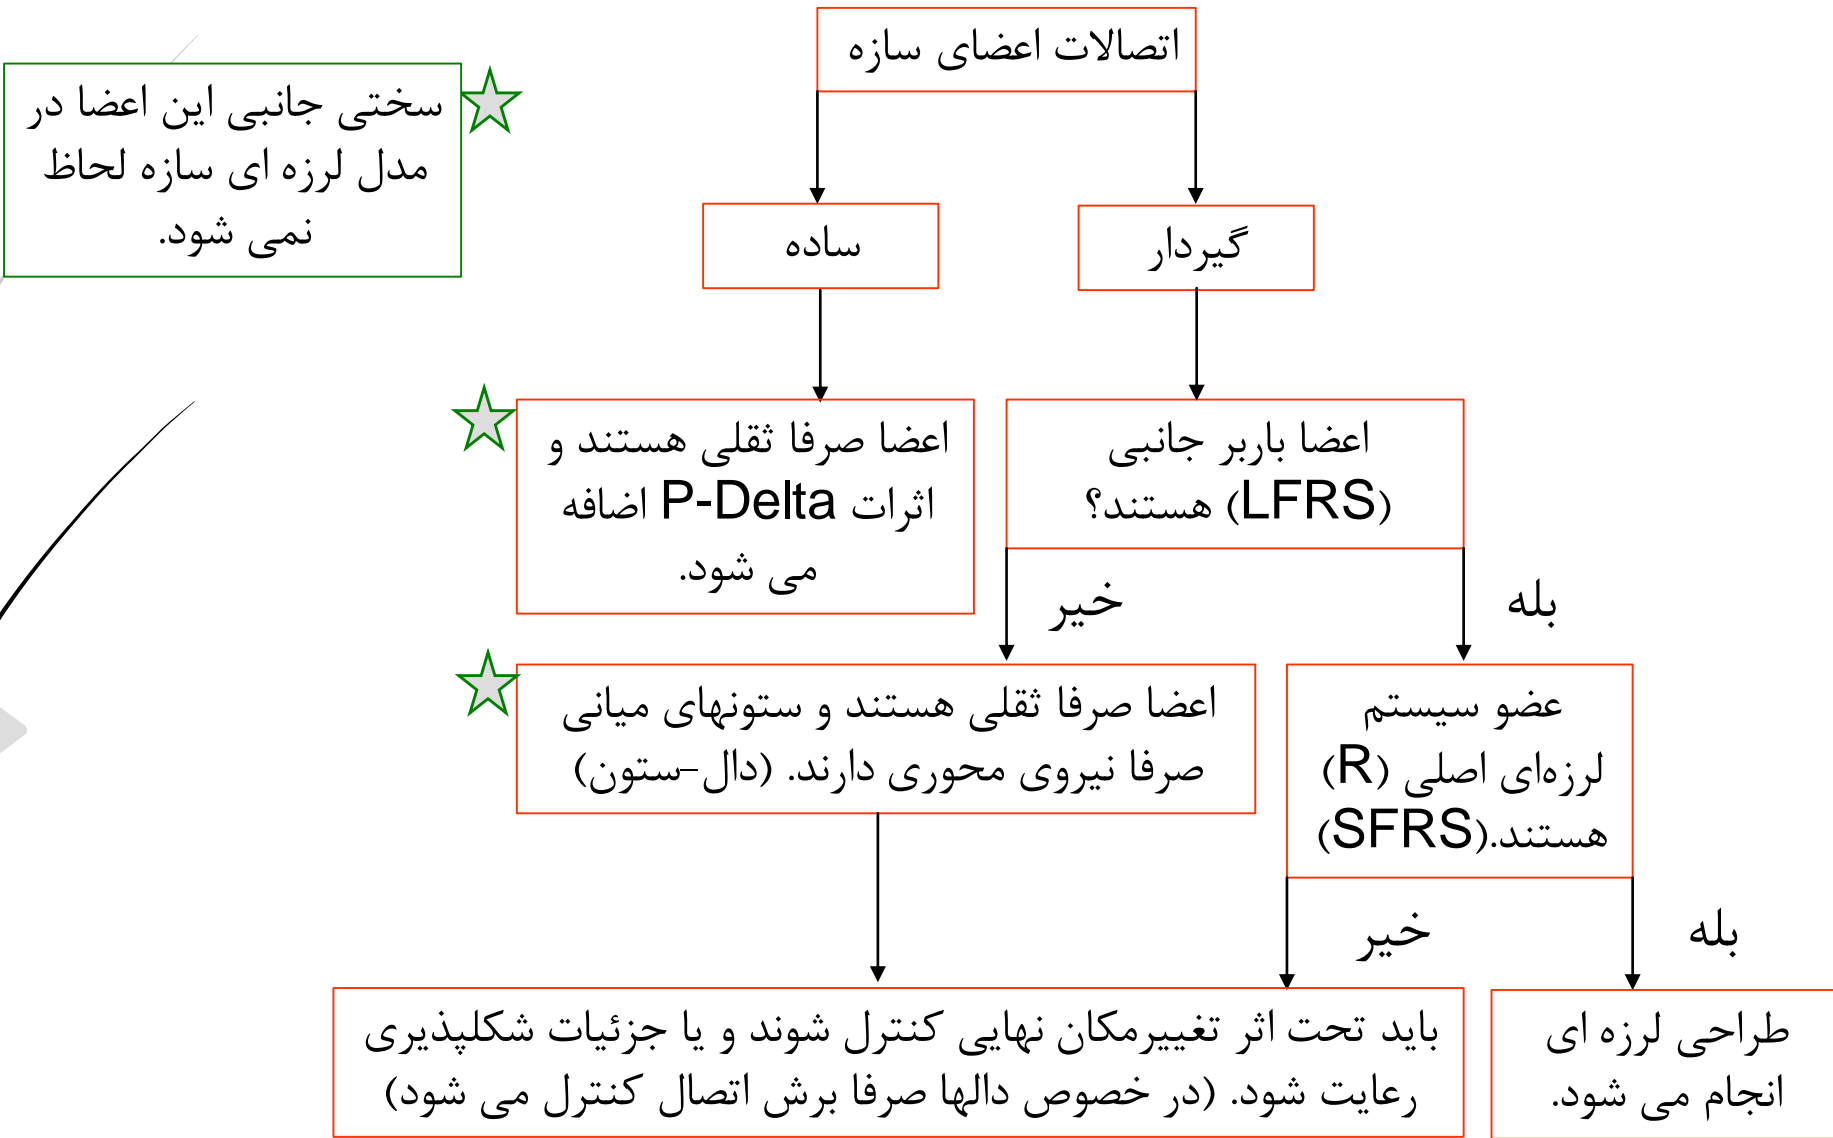 اتصالات اعضای سازه
سختی جانبی این اعضا در
مدل لرزه ای سازه لحاظ
نمی شود.
گیردار
ساده
اعضا باربر جانبی
(LFRS) هستند؟
اعضا صرفا ثقلی هستند و
اثرات P-Delta اضافه
می شود.
بله
خیر
عضو سیستم
لرزه‌ای اصلی (R)
هستند.(SFRS)
اعضا صرفا ثقلی هستند و ستونهای میانی
صرفا نیروی محوری دارند. (دال-ستون)
بله
خیر
طراحی لرزه ای
انجام می شود.
باید تحت اثر تغییرمکان نهایی کنترل شوند و یا جزئیات شکلپذیری
رعایت شود. (در خصوص دالها صرفا برش اتصال کنترل می شود)